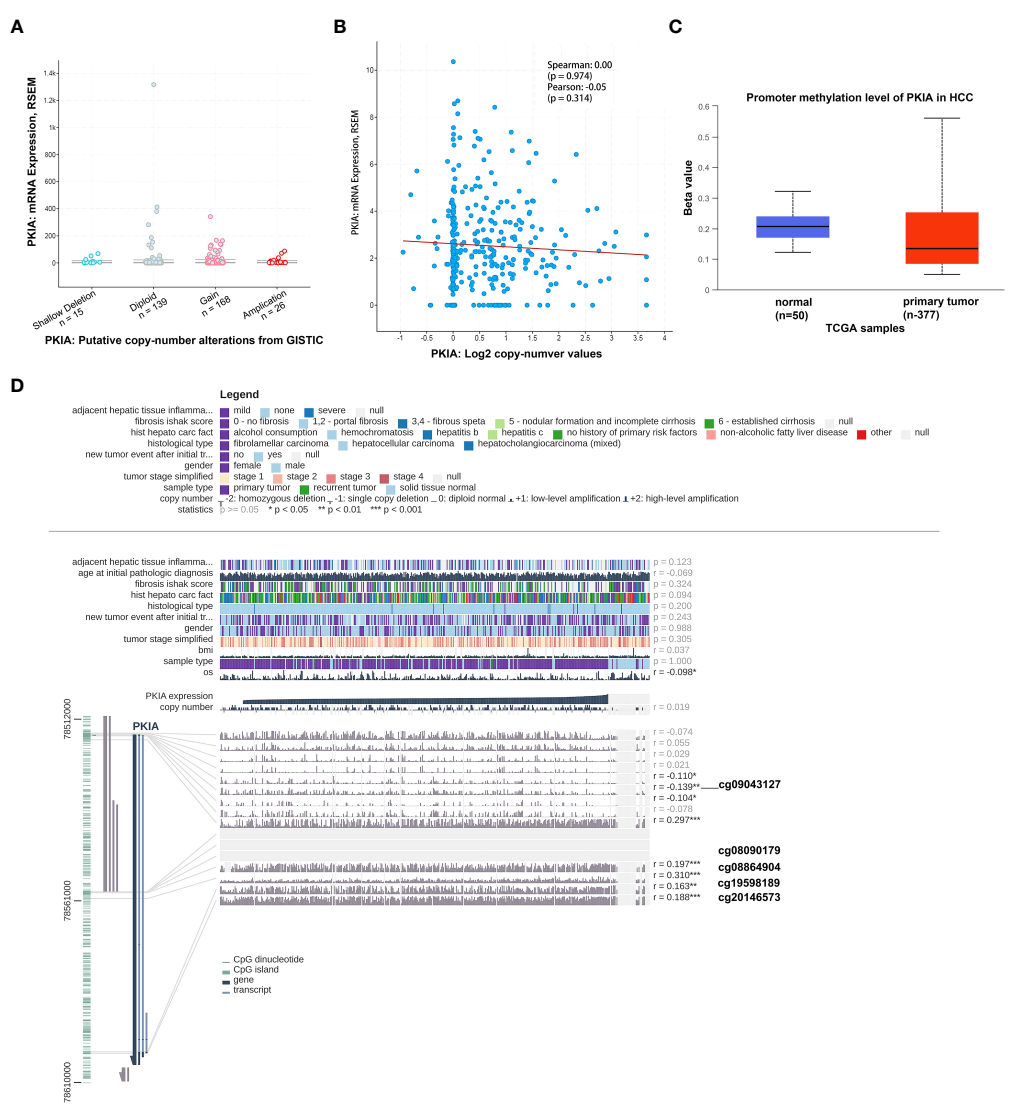 A
B
C
PKIA: mRNA Expression, RSEM
1.4k
1.2k
1k
800
600
400
200
0
Shallow Deletion
n = 15
Diploid
n = 139
Gain
n = 168
Amplication
n = 26
PKIA: Putative copy-number alterations from GISTIC
PKIA: mRNA Expression, RSEM
10
8
6
4
2
0
Spearman: 0.00
(p = 0.974)
Pearson: -0.05
(p = 0.314)
-1 -0.5 0 0.5 1 1.5 2 2.5 3 3.5 4
PKIA: Log2 copy-numver values
Promoter methylation level of PKIA in HCC
Beta value
0.6
0.5
0.4
0.3
0.2
0.1
0
normal
(n=50)
primary tumor
(n-377)
TCGA samples
D
Legend
adjacent hepatic tissue inflamma... mild none severe null
fibrosis ishak score 0 - no fibrosis 1,2 - portal fibrosis 3,4 - fibrous speta 5 - nodular formation and incomplete cirrhosis 6 - established cirrhosis null
hist hepato carc fact alcohol consumption hemochromatosis hepatitis b hepatitis c no history of primary risk factors non-alcoholic fatty liver disease other null
histological type fibrolamellar carcinoma hepatocellular carcinoma hepatocholangiocarcinoma (mixed)
new tumor event after initial tr... no yes null
gender female male
tumor stage simplified stage 1 stage 2 stage 3 stage 4 null
sample type primary tumor recurrent tumor solid tissue normal
copy number -2: homozygous deletion -1: single copy deletion 0: diploid normal +1: low-level amplification +2: high-level amplification
statistics p >= 0.05 * p < 0.05 ** p < 0.01 *** p < 0.001
adjacent hepatic tissue inflamma... p = 0.123
age at initial pathologic diagnosis r = -0.069
fibrosis ishak score p = 0.324
hist hepato carc fact p = 0.094
histological type p = 0.200
new tumor event after initial tr... p = 0.243
gender p = 0.988
tumor stage simplified p = 0.305
bmi r = 0.037
sample type p = 1.000
os r = -0.098*
PKIA expression
copy number r = 0.019
78512000
78561000
78610000
PKIA
r = -0.074
r = 0.055
r = 0.029
r = 0.021
r = -0.110*
r = -0.139** cg09043127
r = -0.104*
r = -0.078
r = 0.297***
cg08090179
r = 0.197*** cg08864904
r = 0.310***
r = 0.163** cg19598189
r = 0.188*** cg20146573
CpG dinucleotide
CpG island
gene
transcript